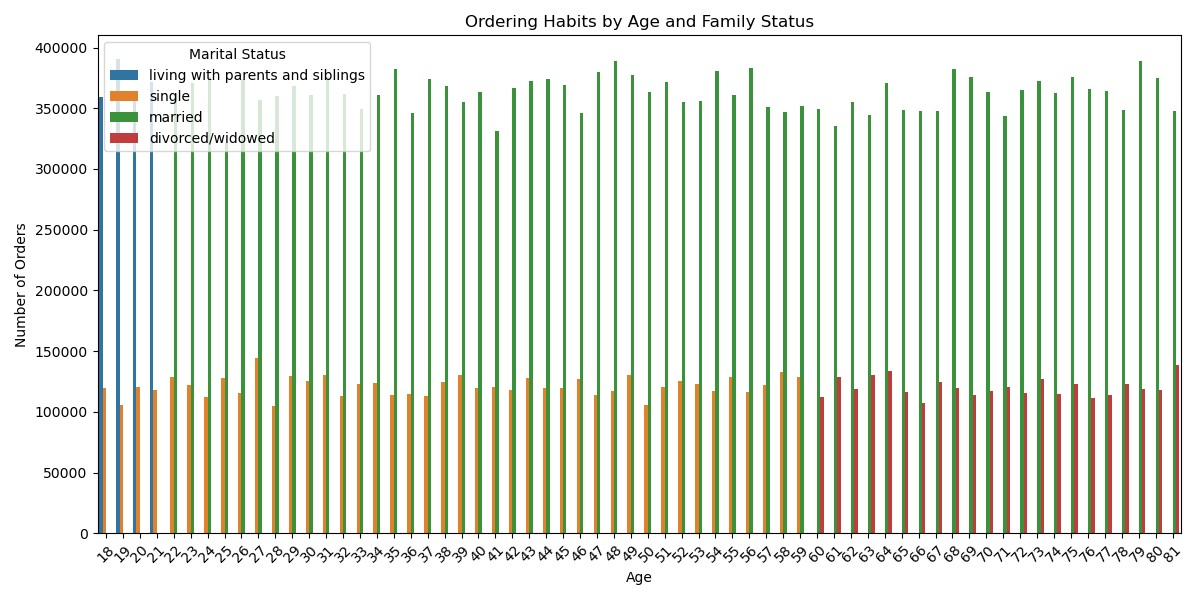 Ordering Habits by Age and Family Status
Marital Status
living with parents and siblings
single
married
divorced/widowed
Number of Orders
400000
350000
300000
250000
200000
150000
100000
50000
0
18 19 20 21 22 23 24 25 26 27 28 29 30 31 32 33 34 35 36 37 38 39 40 41 42 43 44 45 46 47 48 49 50 51 52 53 54 55 56 57 58 59 60 61 62 63 64 65 66 67 68 69 70 71 72 73 74 75 76 77 78 79 80 81
Age